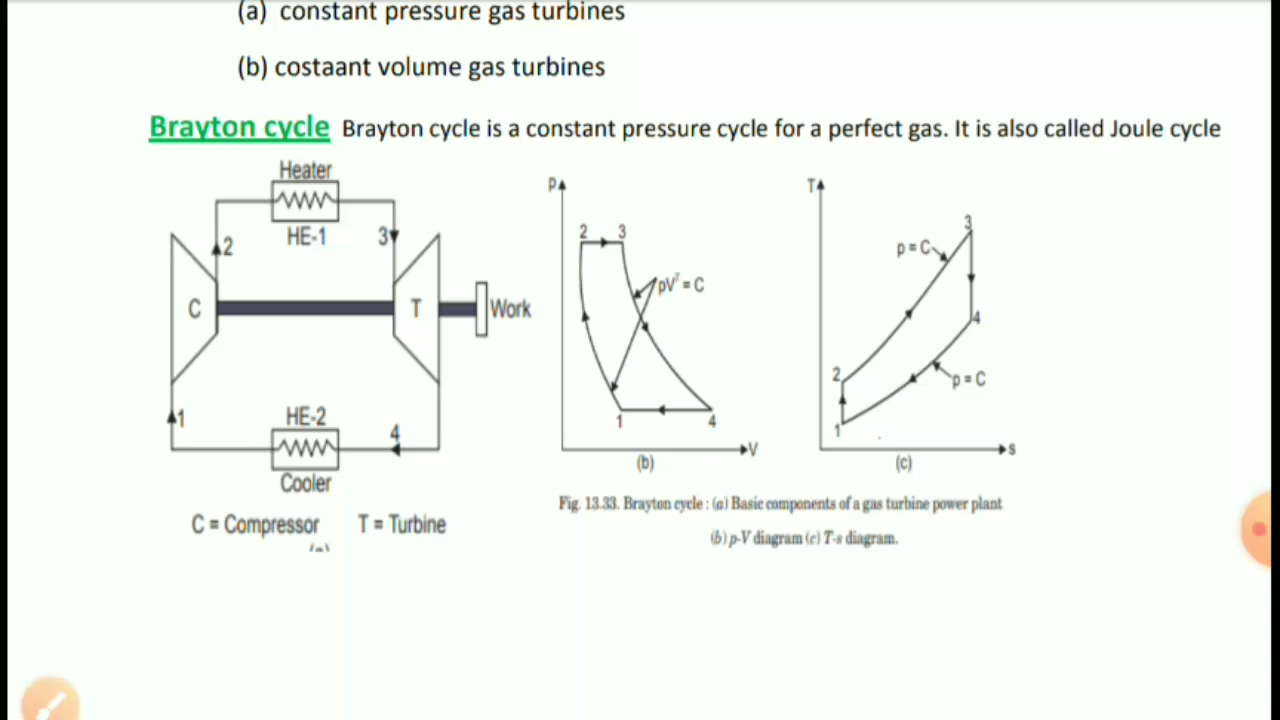 (a) constant pressure gas turbines
(b) costaant volume gas turbines
Brayton cycle Brayton cycle is a constant pressure cycle for a perfect gas. It is also called Joule cycle
Heater
HE-1
2
3
C
T
Work
1
HE-2
4
Cooler
C = Compressor T = Turbine
(a)
p
2 3
pVγ = C
1 4
V
(b)
T
3
p = C
4
2
p = C
1
s
(c)
Fig. 13.33. Brayton cycle : (a) Basic components of a gas turbine power plant
(b) p-V diagram (c) T-s diagram.